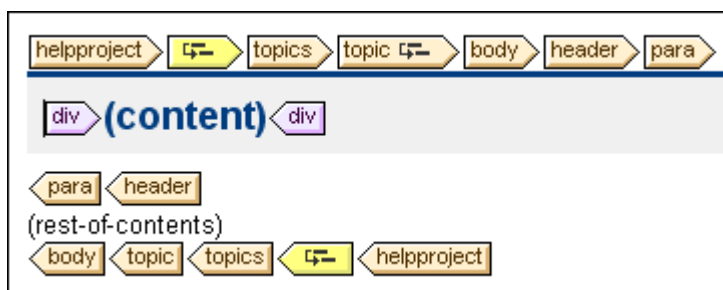 helpproject topics topic body header para
div (content) div
para header
(rest-of-contents)
body topic topics helpproject